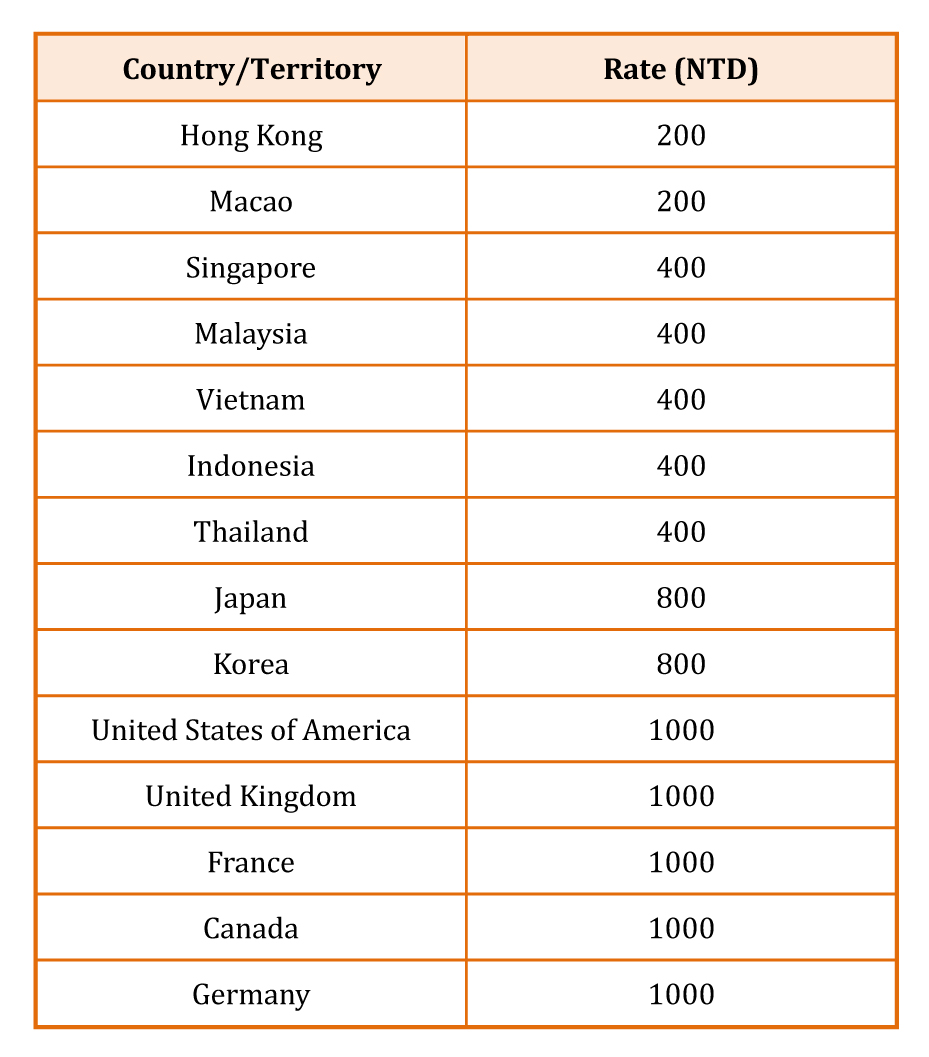 Country/Territory Rate (NTD)
Hong Kong 200
Macao 200
Singapore 400
Malaysia 400
Vietnam 400
Indonesia 400
Thailand 400
Japan 800
Korea 800
United States of America 1000
United Kingdom 1000
France 1000
Canada 1000
Germany 1000